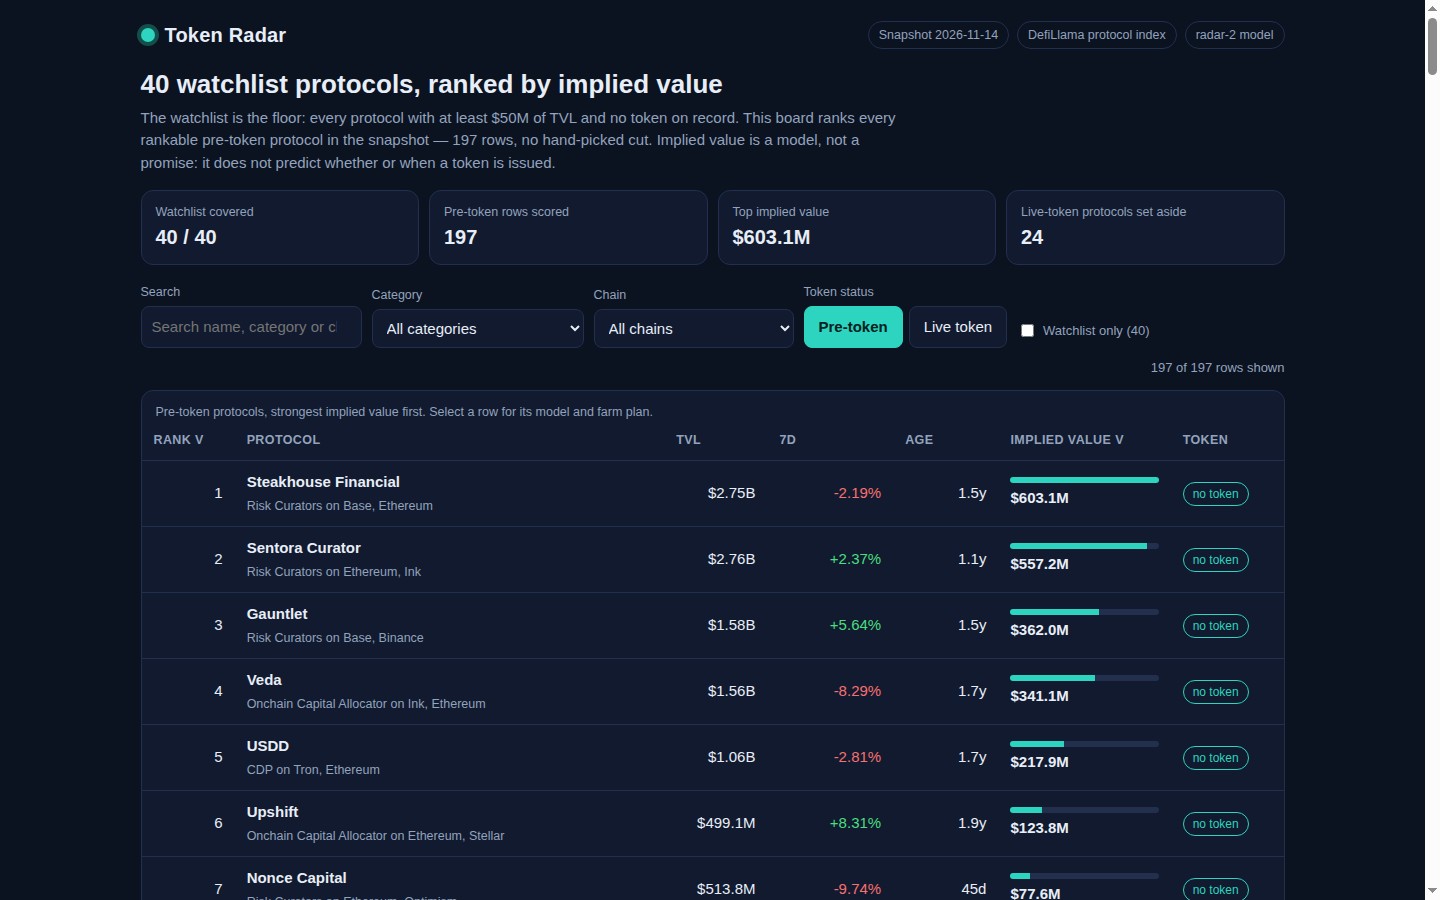 Token Radar
Snapshot 2026-11-14
DefiLlama protocol index
radar-2 model
40 watchlist protocols, ranked by implied value
The watchlist is the floor: every protocol with at least $50M of TVL and no token on record. This board ranks every
rankable pre-token protocol in the snapshot — 197 rows, no hand-picked cut. Implied value is a model, not a
promise: it does not predict whether or when a token is issued.
Watchlist covered
40 / 40
Pre-token rows scored
197
Top implied value
$603.1M
Live-token protocols set aside
24
Search
Search name, category or c
Category
All categories
Chain
All chains
Token status
Pre-token
Live token
Watchlist only (40)
197 of 197 rows shown
Pre-token protocols, strongest implied value first. Select a row for its model and farm plan.
RANK V PROTOCOL TVL 7D AGE IMPLIED VALUE V TOKEN
1 Steakhouse Financial $2.75B -2.19% 1.5y $603.1M no token
Risk Curators on Base, Ethereum
2 Sentora Curator $2.76B +2.37% 1.1y $557.2M no token
Risk Curators on Ethereum, Ink
3 Gauntlet $1.58B +5.64% 1.5y $362.0M no token
Risk Curators on Base, Binance
4 Veda $1.56B -8.29% 1.7y $341.1M no token
Onchain Capital Allocator on Ink, Ethereum
5 USDD $1.06B -2.81% 1.7y $217.9M no token
CDP on Tron, Ethereum
6 Upshift $499.1M +8.31% 1.9y $123.8M no token
Onchain Capital Allocator on Ethereum, Stellar
7 Nonce Capital $513.8M -9.74% 45d $77.6M no token